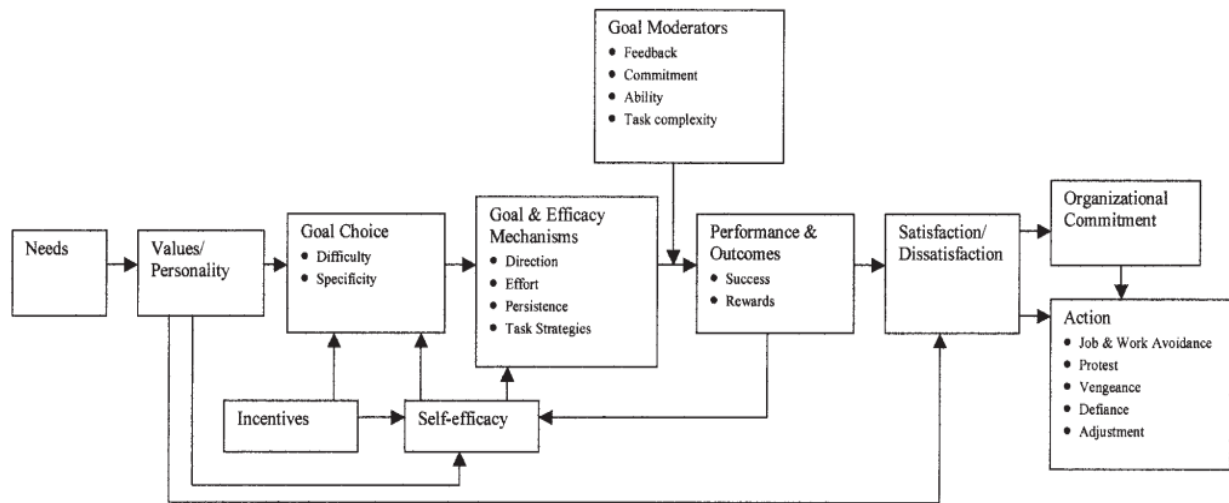 Goal Moderators
• Feedback
• Commitment
• Ability
• Task complexity
Needs
Values/
Personality
Goal Choice
• Difficulty
• Specificity
Goal & Efficacy
Mechanisms
• Direction
• Effort
• Persistence
• Task Strategies
Performance &
Outcomes
• Success
• Rewards
Satisfaction/
Dissatisfaction
Organizational
Commitment
Action
• Job & Work Avoidance
• Protest
• Vengeance
• Defiance
• Adjustment
Incentives
Self-efficacy